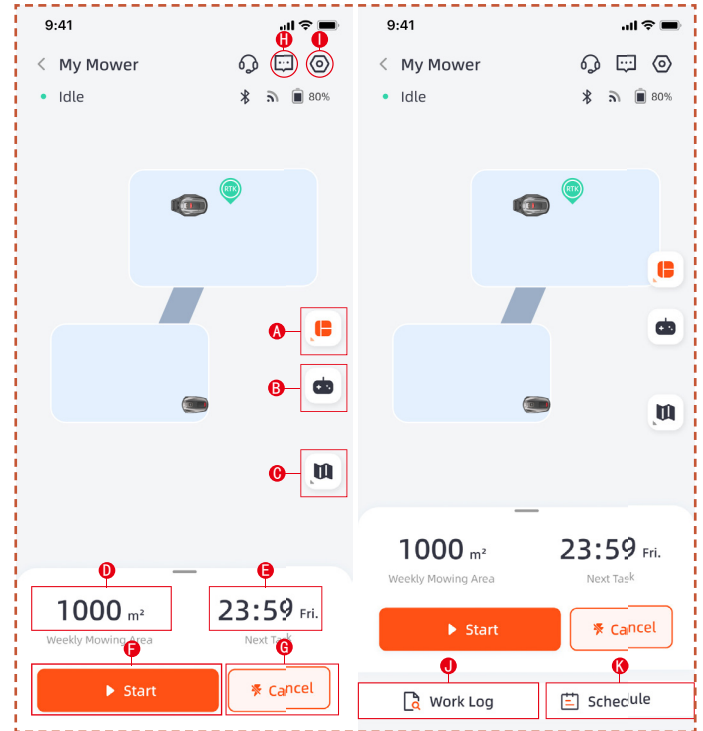 9:41
H
I
My Mower
Idle
80%
RTK
A
B
C
D
E
1000 m²
23:59 Fri.
Weekly Mowing Area
Next Task
F
G
Start
Cancel
9:41
My Mower
Idle
80%
RTK
1000 m²
23:59 Fri.
Weekly Mowing Area
Next Task
Start
Cancel
J
K
Work Log
Schedule